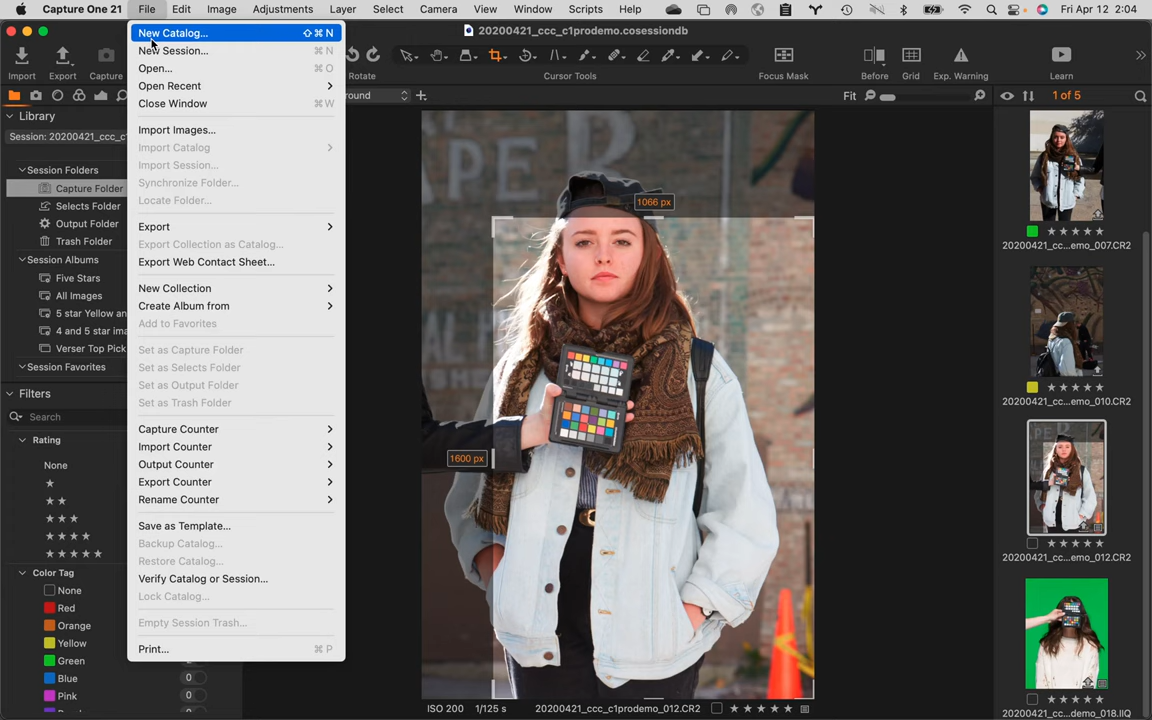 Capture One 21 File Edit Image Adjustments Layer Select Camera View Window Scripts Help Fri Apr 12 2:04
20200421_ccc_c1prodemo.cosessiondb
Import Export Capture Rotate Cursor Tools Focus Mask Before Grid Exp. Warning Learn
Library
Session: 20200421_ccc_c1
Session Folders
Capture Folder
Selects Folder
Output Folder
Trash Folder
Session Albums
Five Stars
All Images
5 star Yellow an
4 and 5 star ima
Verser Top Pick
Session Favorites
Filters
Search
Rating
None
Color Tag
None
Red
Orange
Yellow
Green
Blue
0
Pink
0
New Catalog... ⇧⌘N
New Session... ⌘N
Open... ⌘O
Open Recent
Close Window ⌘W
Import Images...
Import Catalog
Import Session...
Synchronize Folder...
Locate Folder...
Export
Export Collection as Catalog...
Export Web Contact Sheet...
New Collection
Create Album from
Add to Favorites
Set as Capture Folder
Set as Selects Folder
Set as Output Folder
Set as Trash Folder
Capture Counter
Import Counter
Output Counter
Export Counter
Rename Counter
Save as Template...
Backup Catalog...
Restore Catalog...
Verify Catalog or Session...
Lock Catalog...
Empty Session Trash...
Print... ⌘P
round
Fit
1 of 5
1066 px
1600 px
ISO 200 1/125 s 20200421_ccc_c1prodemo_012.CR2
20200421_cc...emo_007.CR2
20200421_cc...emo_010.CR2
20200421_cc...emo_012.CR2
20200421_cc...demo_018.IIQ